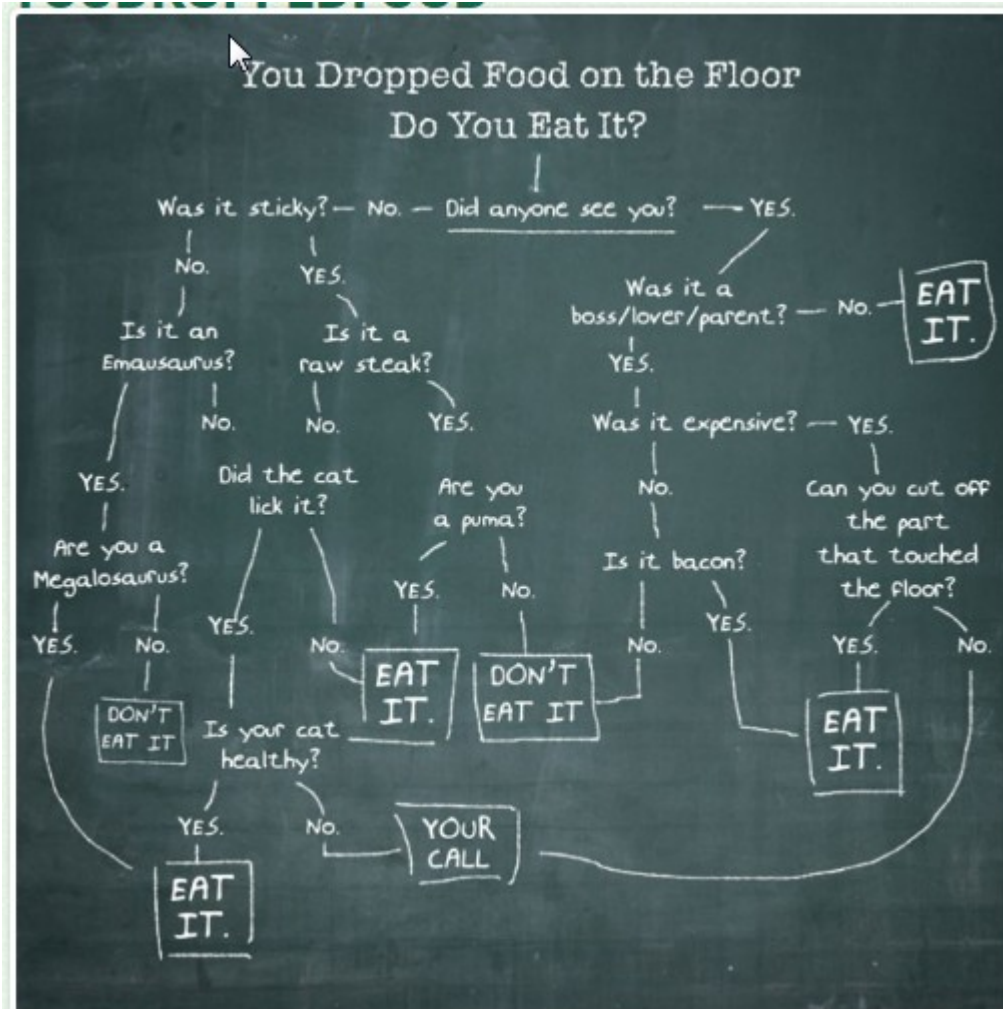 You Dropped Food on the Floor
Do You Eat It?
Was it sticky? No. Did anyone see you? YES.
No.
YES.
Was it a
boss/lover/parent? No.
EAT
IT.
Is it an
Emausaurus?
Is it a
raw steak?
YES.
No.
No.
YES.
Was it expensive? YES.
YES.
Did the cat
lick it?
Are you
a puma?
No.
Can you cut off
the part
that touched
the floor?
Are you a
Megalosaurus?
Is it bacon?
YES.
No.
YES.
No.
YES.
No.
YES.
No.
YES.
No.
DON'T
EAT IT
EAT
IT.
DON'T
EAT IT
EAT
IT.
Is your cat
healthy?
YES.
No.
YOUR
CALL
EAT
IT.